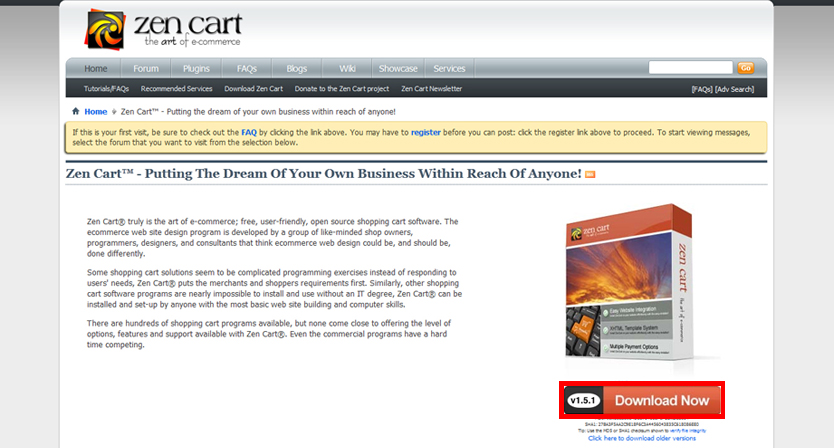 zen cart
the art of e-commerce
Home Forum Plugins FAQs Blogs Wiki Showcase Services
Go
Tutorials/FAQs Recommended Services Download Zen Cart Donate to the Zen Cart project Zen Cart Newsletter [FAQs] [Adv Search]
Home Zen Cart™ - Putting the dream of your own business within reach of anyone!
If this is your first visit, be sure to check out the FAQ by clicking the link above. You may have to register before you can post: click the register link above to proceed. To start viewing messages,
select the forum that you want to visit from the selection below.
Zen Cart™ - Putting The Dream Of Your Own Business Within Reach Of Anyone!
Zen Cart® truly is the art of e-commerce; free, user-friendly, open source shopping cart software. The
ecommerce web site design program is developed by a group of like-minded shop owners,
programmers, designers, and consultants that think ecommerce web design could be, and should be,
done differently.
Some shopping cart solutions seem to be complicated programming exercises instead of responding to
users' needs, Zen Cart® puts the merchants and shoppers requirements first. Similarly, other shopping
cart software programs are nearly impossible to install and use without an IT degree, Zen Cart® can be
installed and set-up by anyone with the most basic web site building and computer skills.
There are hundreds of shopping cart programs available, but none come close to offering the level of
options, features and support available with Zen Cart®. Even the commercial programs have a hard
time competing.
zen cart
zen cart
the art of e-commerce
Easy Website Integration
XHTML Template System
Multiple Payment Options
v1.5.1 Download Now
SHA1:
Tip: Use the MD5 or SHA1 checksum shown to verify file integrity
Click here to download older versions